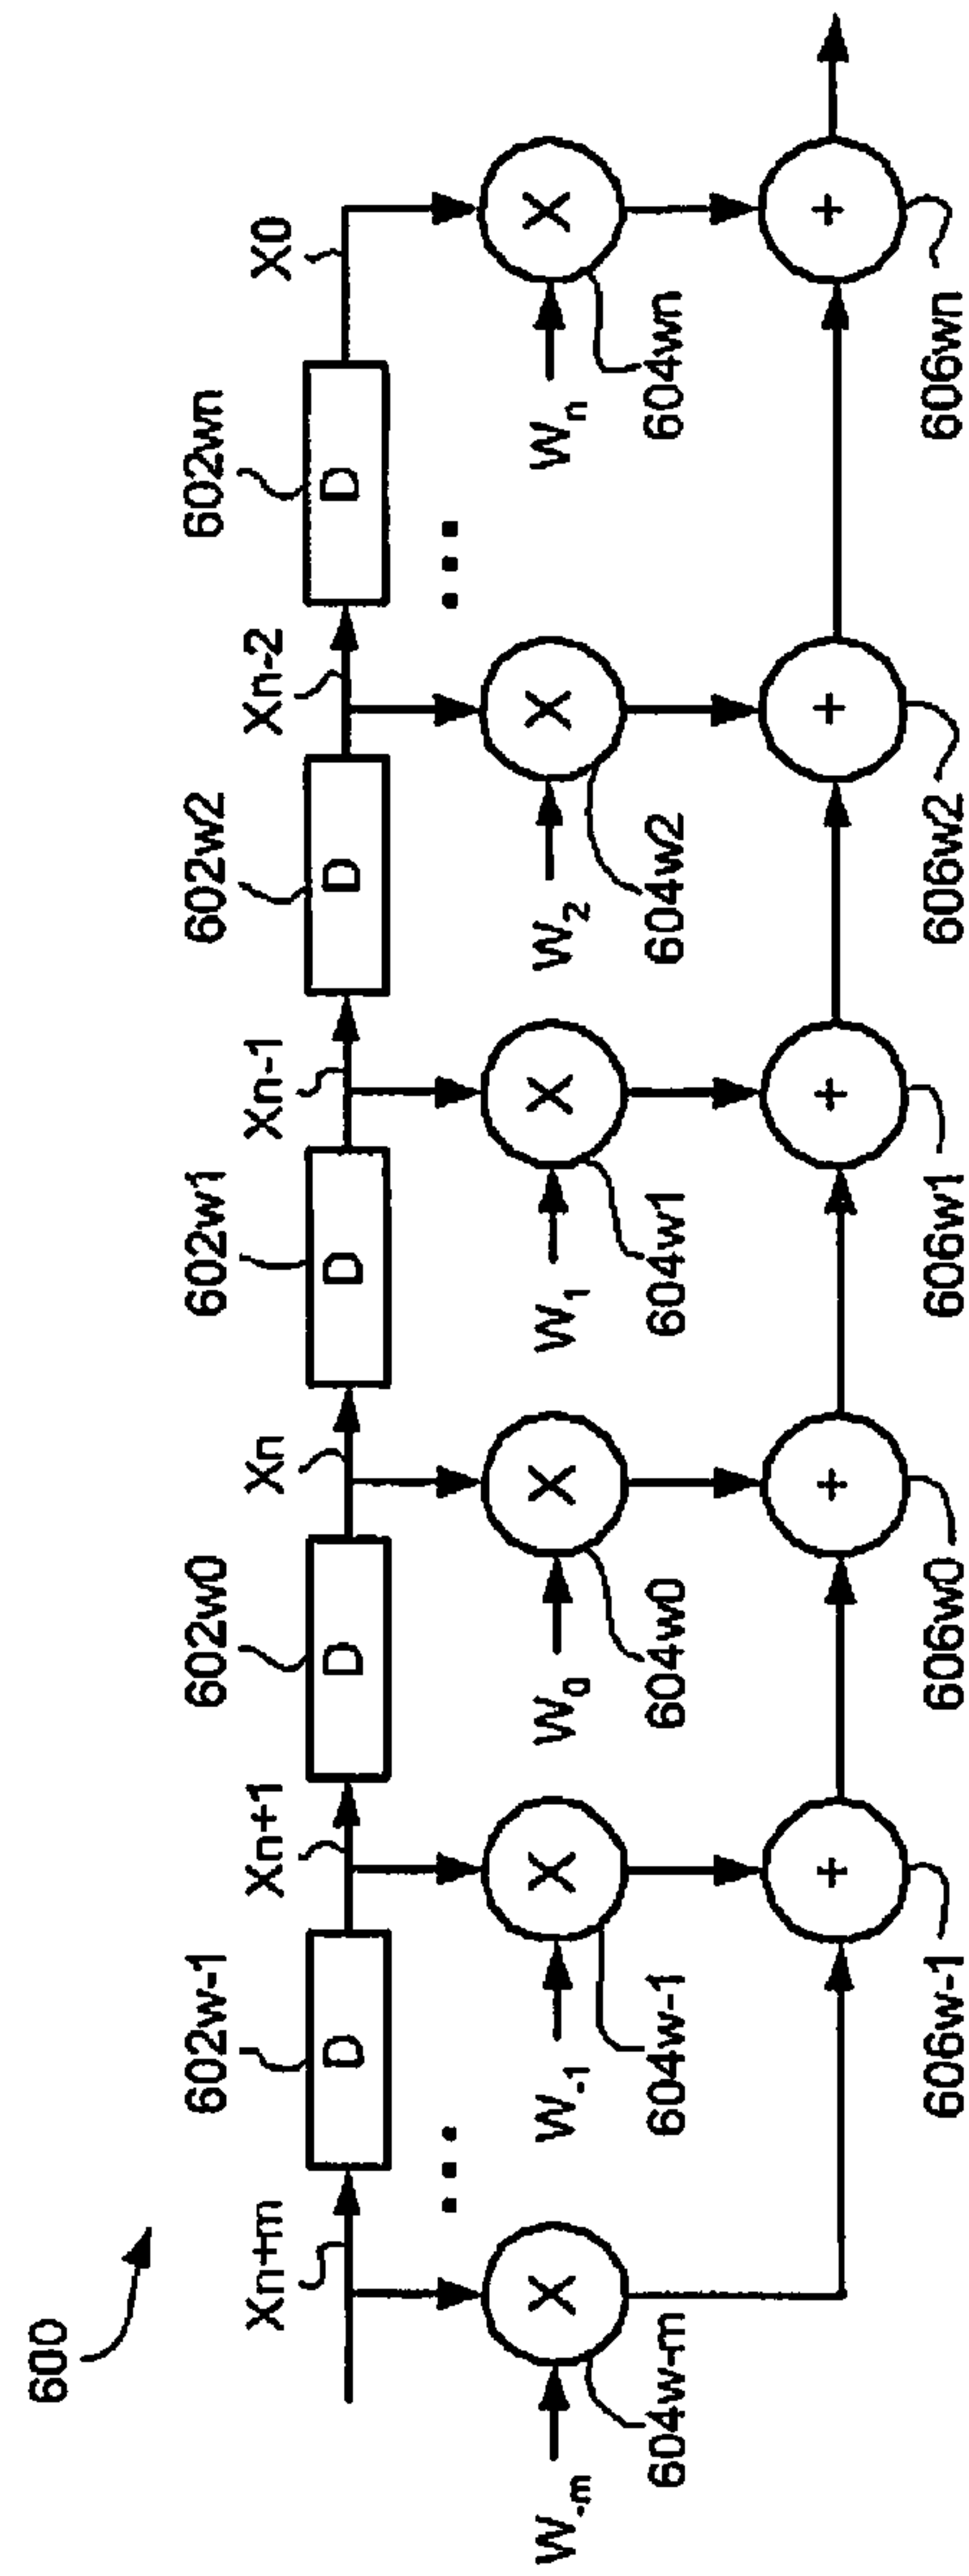 600
602w-1
602w0
602w1
602w2
602wn
Xn+m
Xn+1
Xn
Xn-1
Xn-2
X0
D
D
D
D
D
...
...
X
X
X
X
X
X
W-m
W-1
W0
W1
W2
Wn
604w-m
604w-1
604w0
604w1
604w2
604wn
+
+
+
+
+
606w-1
606w0
606w1
606w2
606wn